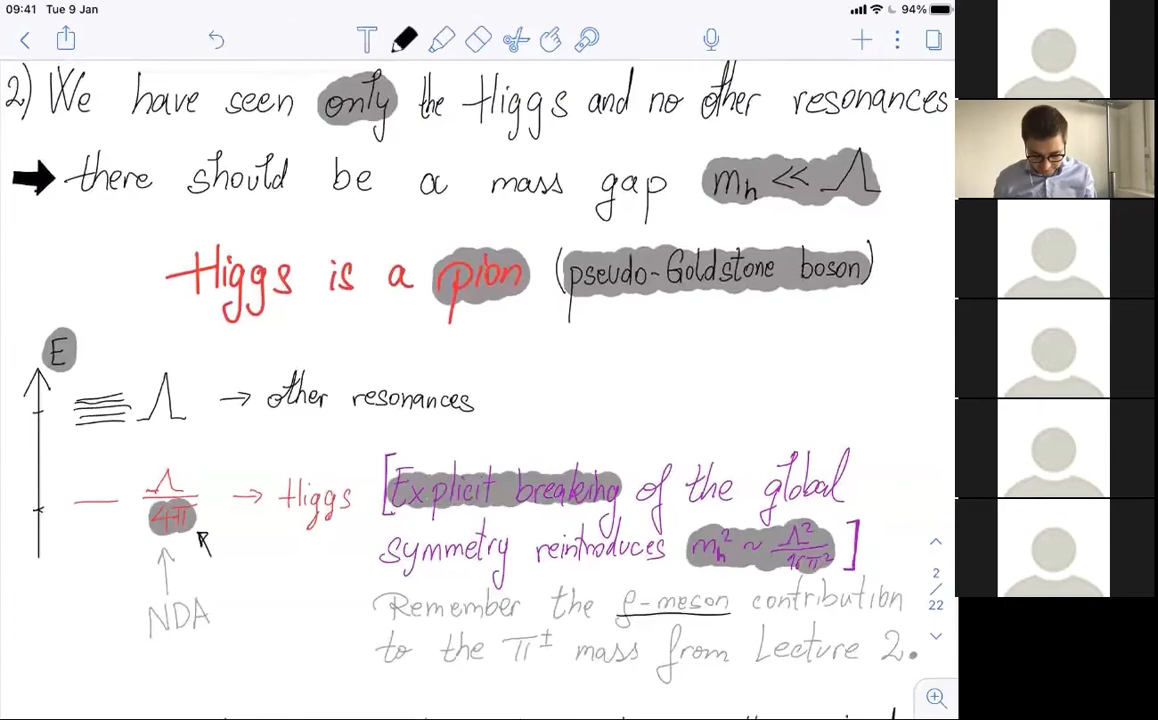 09:41 Tue 9 Jan
94%
2) We have seen only the Higgs and no other resonances
➡ there should be a mass gap mₕ << Λ
Higgs is a pion (pseudo-Goldstone boson)
E
Λ → other resonances
Λ/4π → Higgs [Explicit breaking of the global
symmetry reintroduces mₕ² ~ Λ²/16π²]
NDA
Remember the ρ-meson contribution
to the π± mass from Lecture 2.
2
/
22